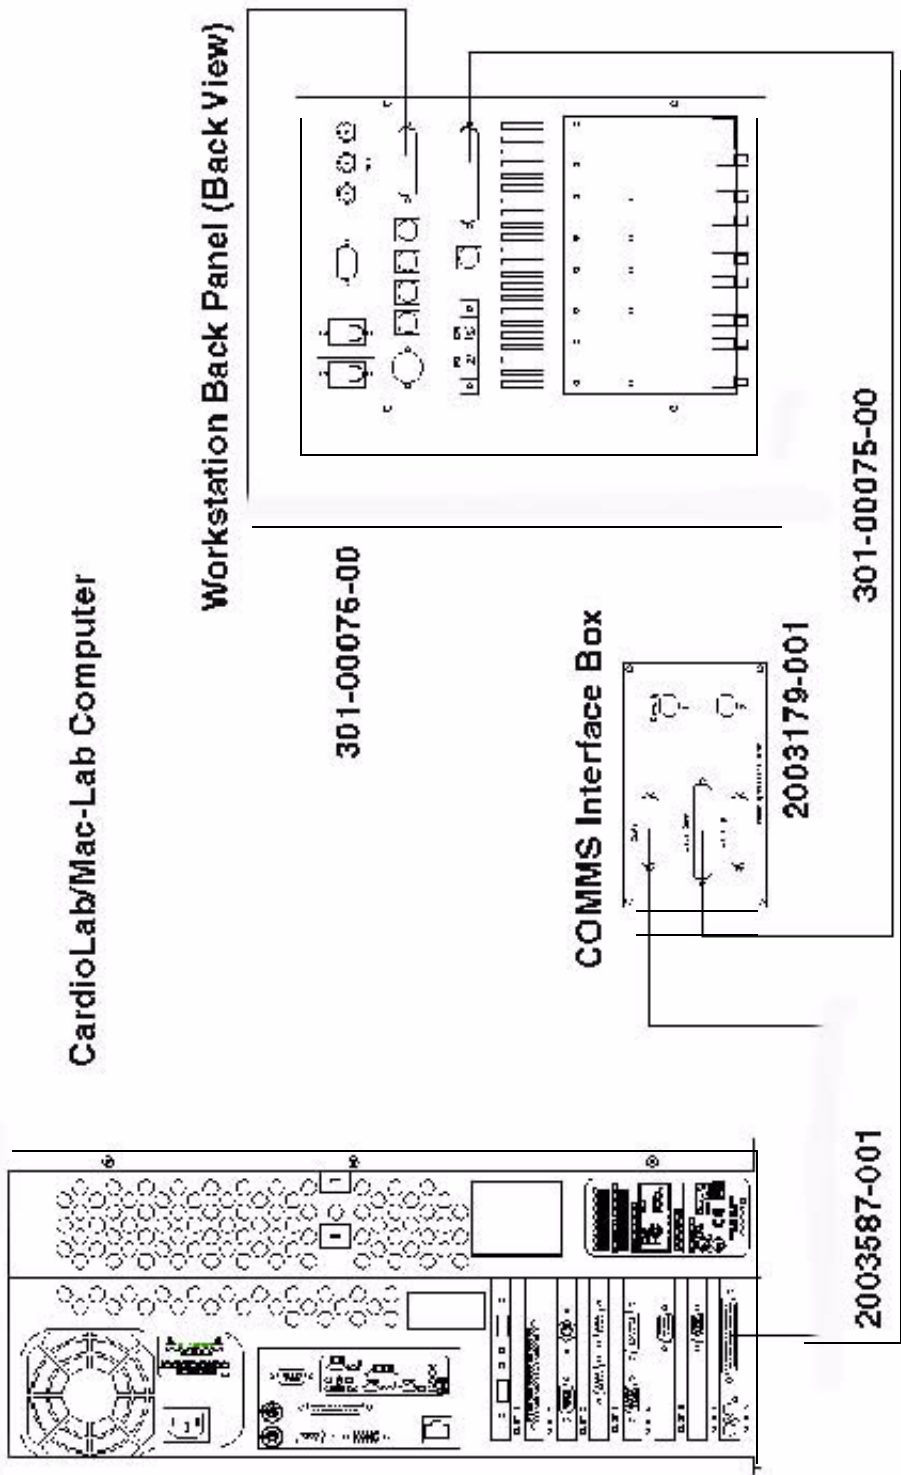 CardioLab/Mac-Lab Computer
Workstation Back Panel (Back View)
301-00076-00
COMMS Interface Box
2003179-001
2003587-001
301-00075-00